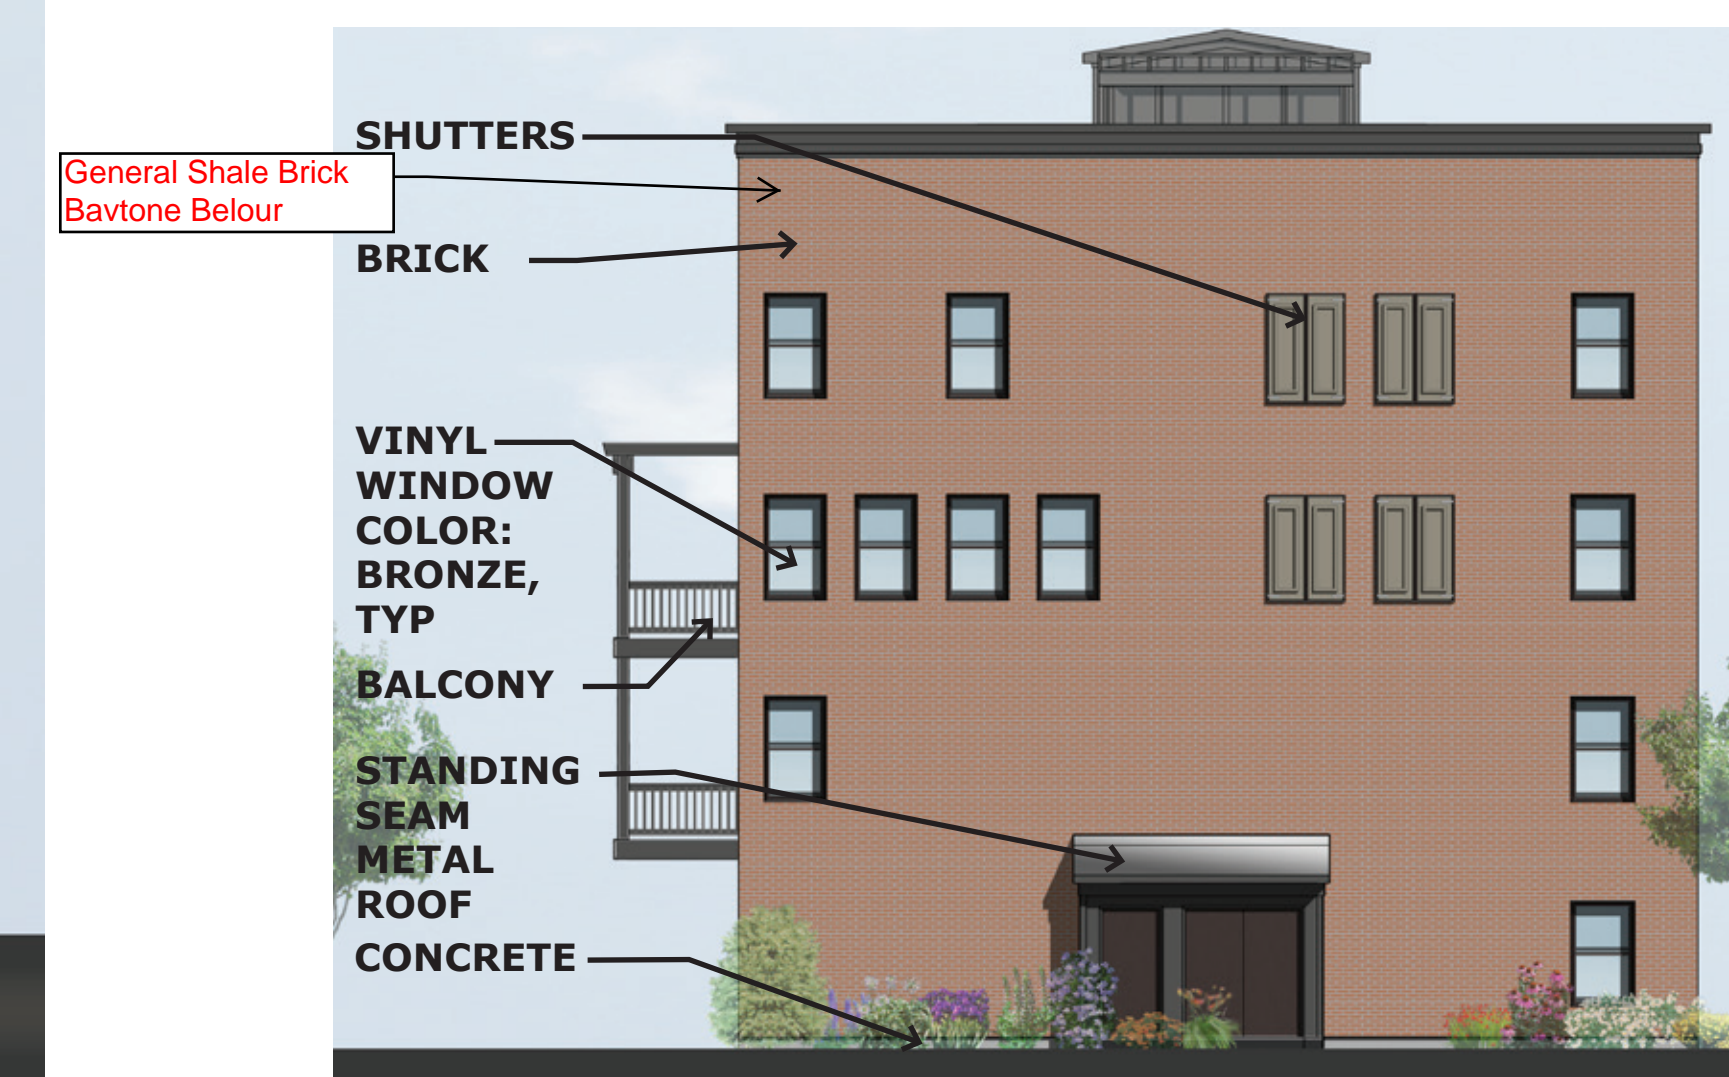 SHUTTERS
General Shale Brick
Bavtone Belour
BRICK
VINYL
WINDOW
COLOR:
BRONZE,
TYP
BALCONY
STANDING
SEAM
METAL
ROOF
CONCRETE